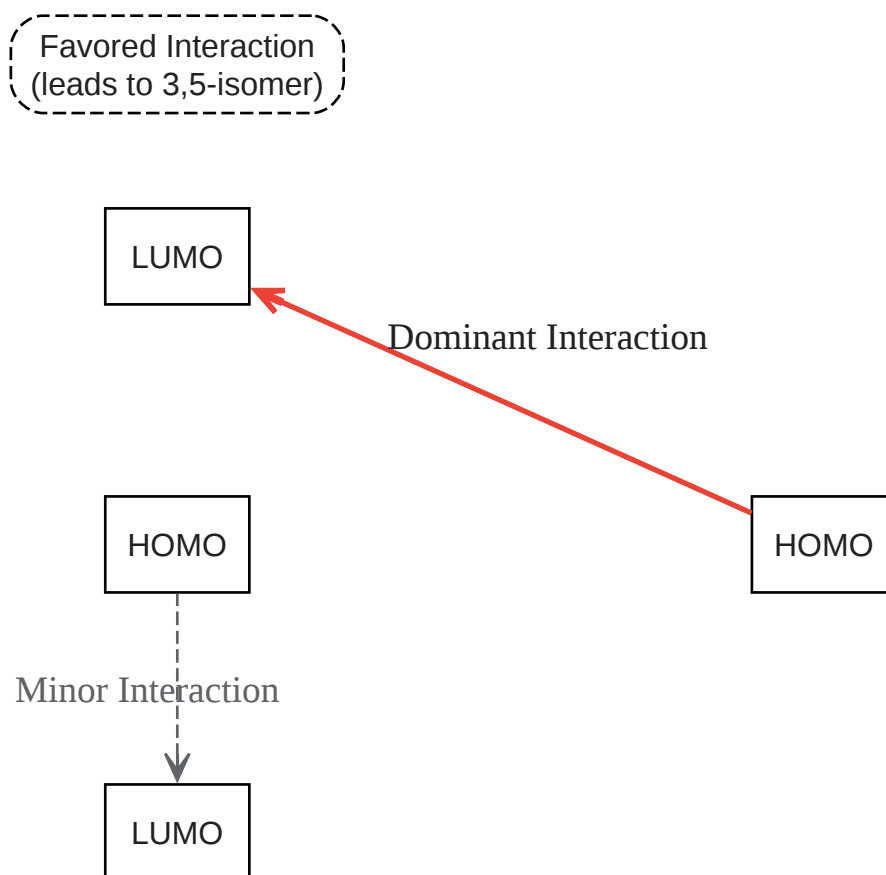 Favored Interaction
(leads to 3,5-isomer)
LUMO
Dominant Interaction
HOMO
HOMO
Minor Interaction
LUMO